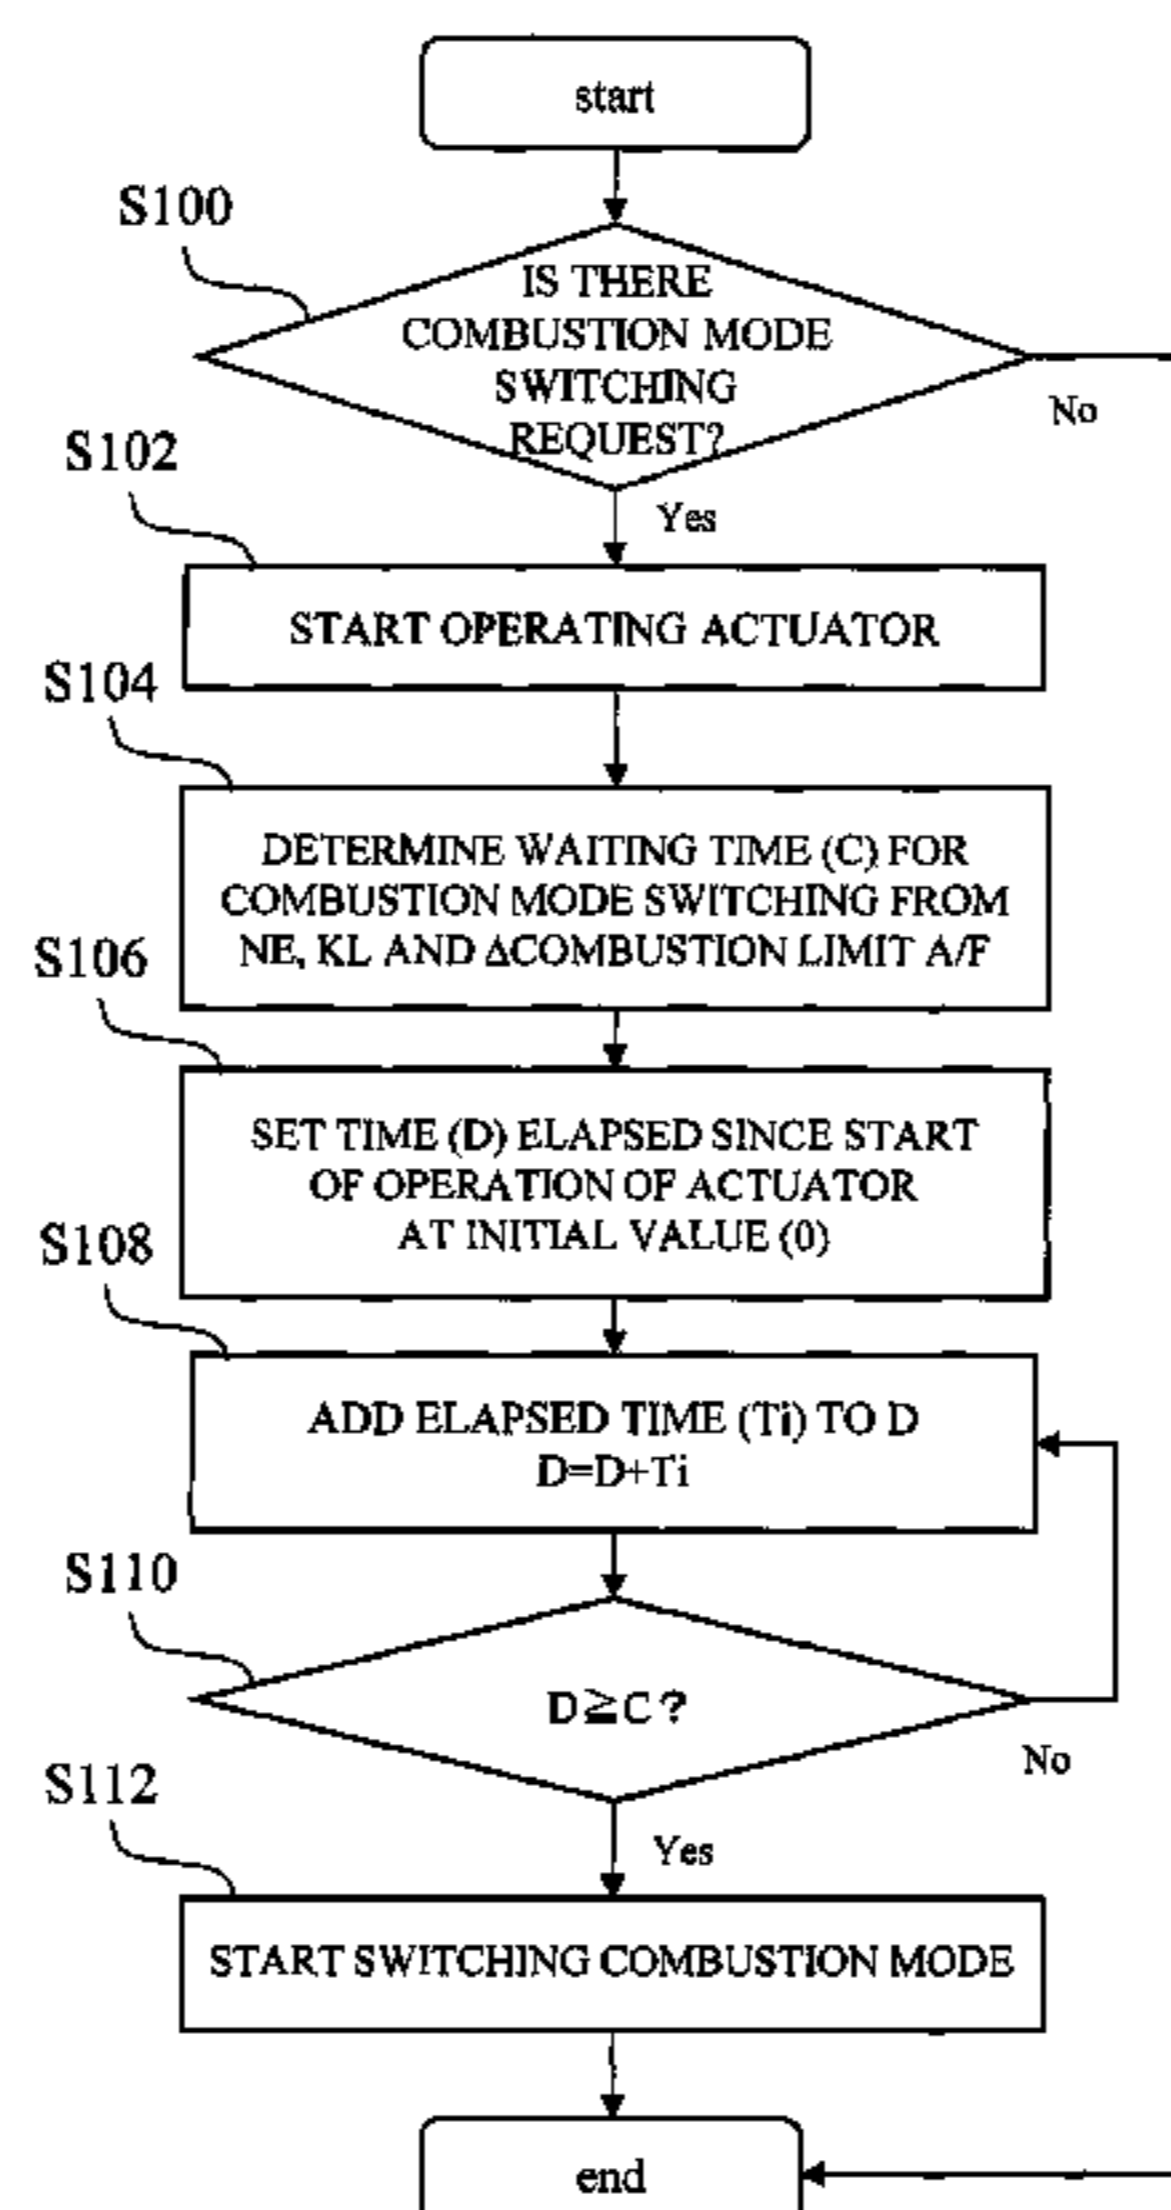 start
S100
IS THERE
COMBUSTION MODE
SWITCHING
REQUEST?
No
Yes
S102
START OPERATING ACTUATOR
S104
DETERMINE WAITING TIME (C) FOR
COMBUSTION MODE SWITCHING FROM
NE, KL AND ΔCOMBUSTION LIMIT A/F
S106
SET TIME (D) ELAPSED SINCE START
OF OPERATION OF ACTUATOR
AT INITIAL VALUE (0)
S108
ADD ELAPSED TIME (Ti) TO D
D=D+Ti
S110
D≧C?
No
Yes
S112
START SWITCHING COMBUSTION MODE
end